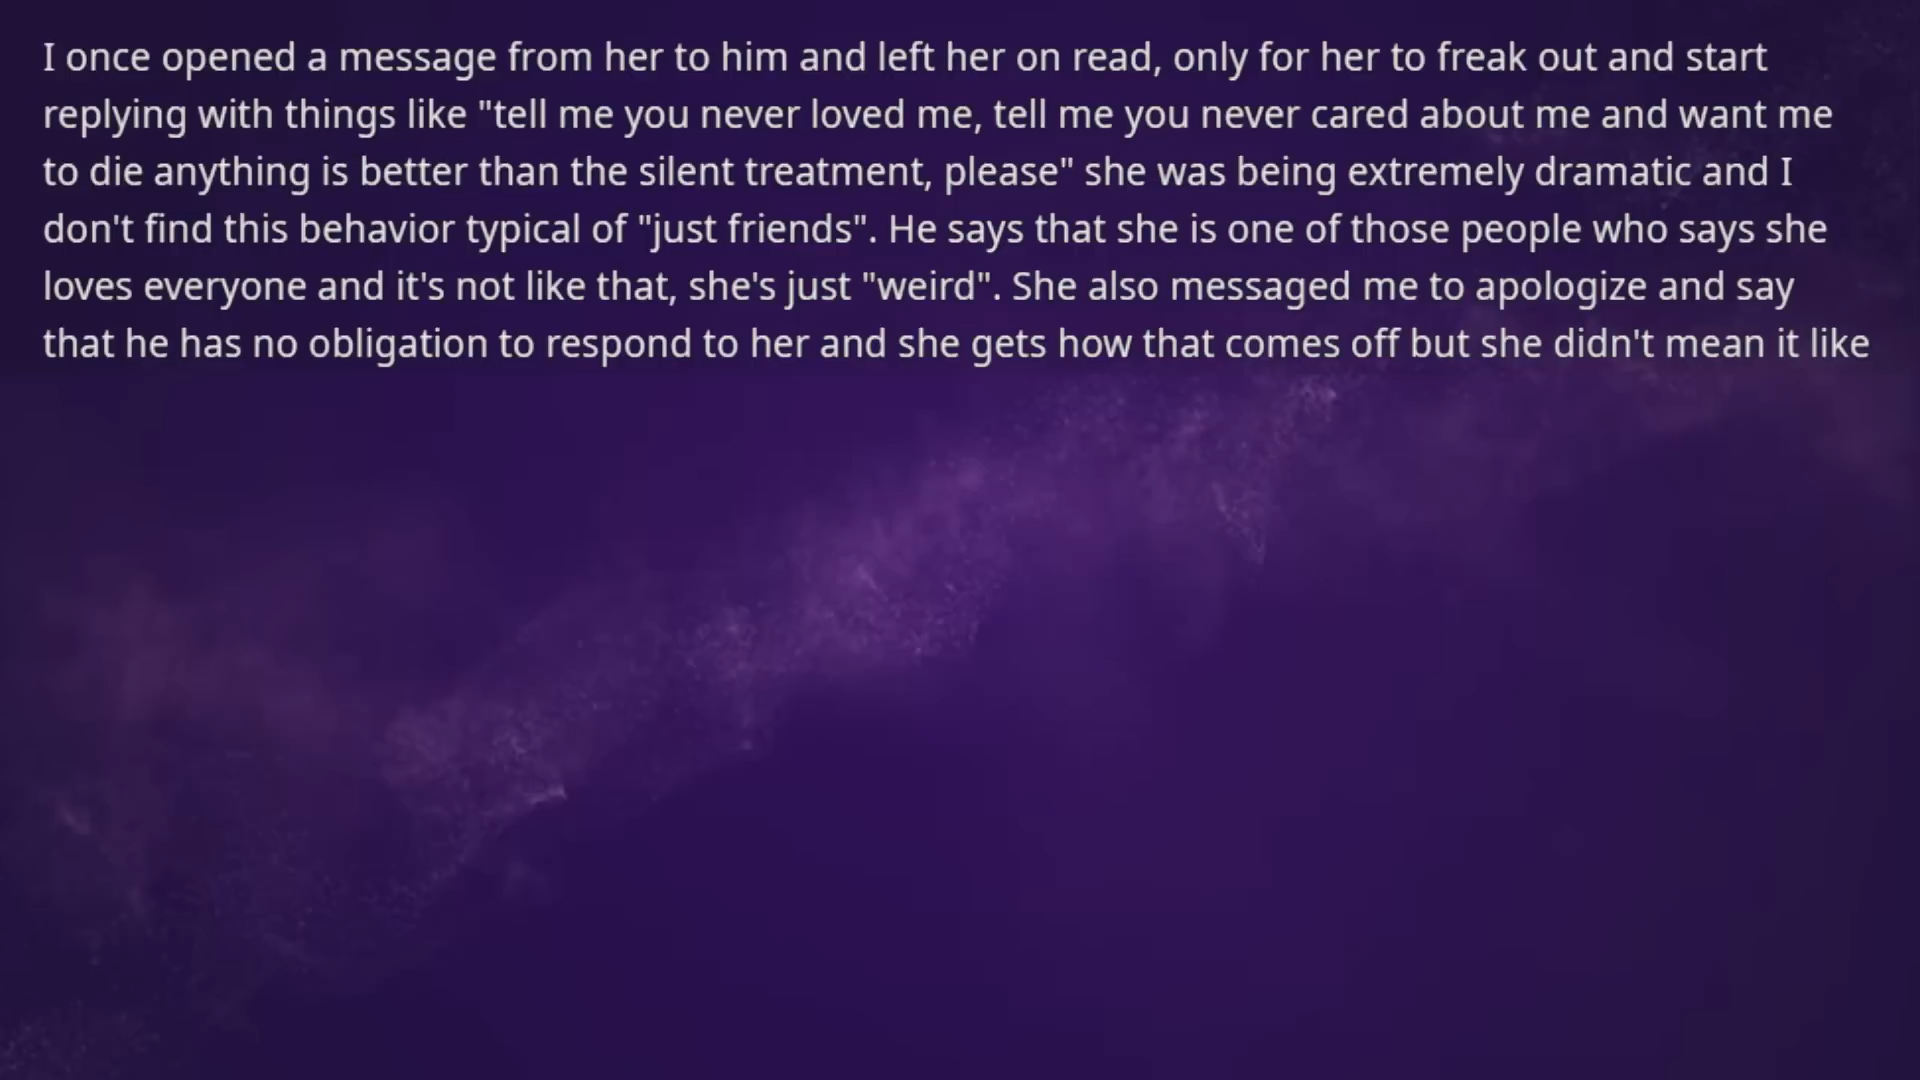 I once opened a message from her to him and left her on read, only for her to freak out and start
replying with things like "tell me you never loved me, tell me you never cared about me and want me
to die anything is better than the silent treatment, please" she was being extremely dramatic and I
don't find this behavior typical of "just friends". He says that she is one of those people who says she
loves everyone and it's not like that, she's just "weird". She also messaged me to apologize and say
that he has no obligation to respond to her and she gets how that comes off but she didn't mean it like